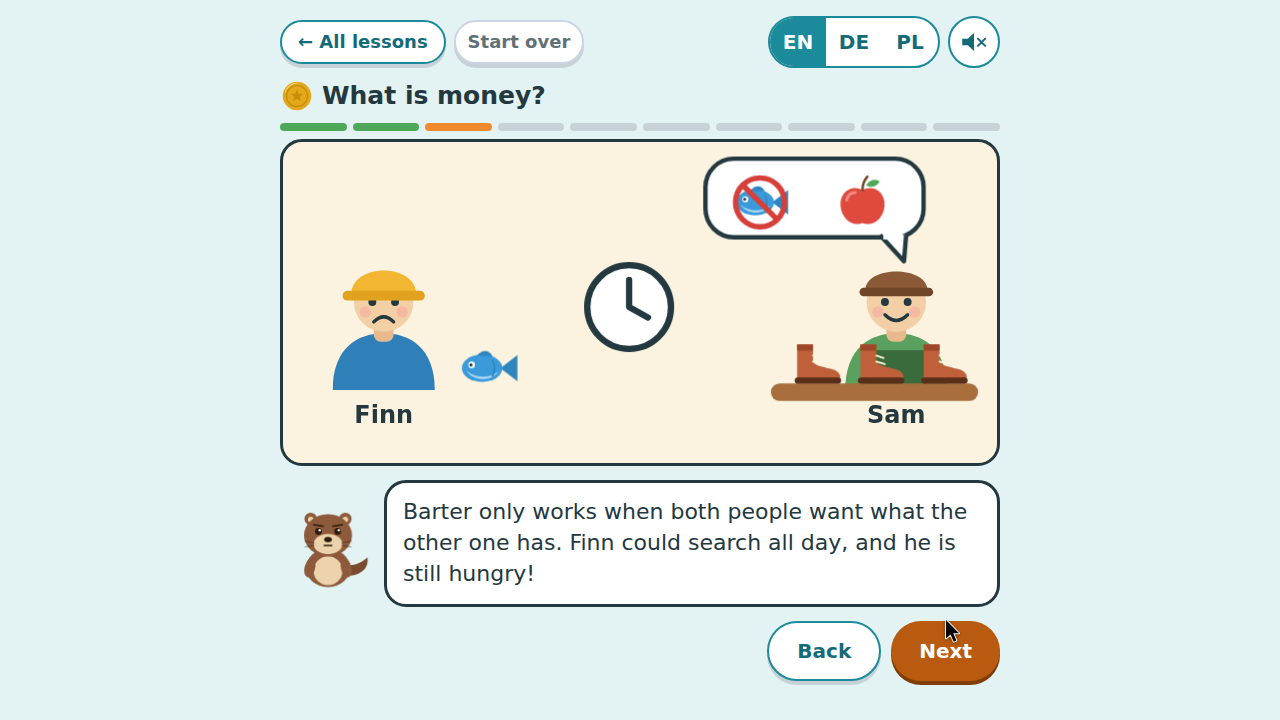 ← All lessons
Start over
EN DE PL
What is money?
Finn
Sam
Barter only works when both people want what the
other one has. Finn could search all day, and he is
still hungry!
Back
Next